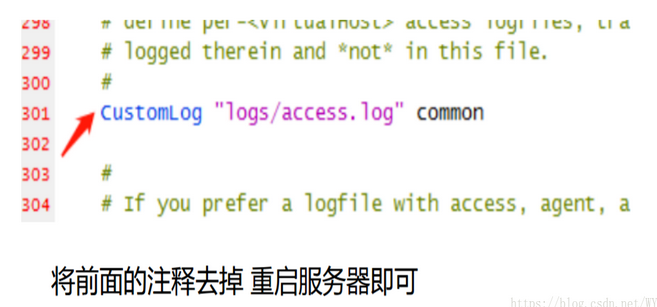 298 # define per-<VirtualHost> access logfiles, tra
299 # logged therein and *not* in this file.
300 #
301 CustomLog "logs/access.log" common
302
303 #
304 # If you prefer a logfile with access, agent, a
将前面的注释去掉 重启服务器即可
https://blog.csdn.net/WY